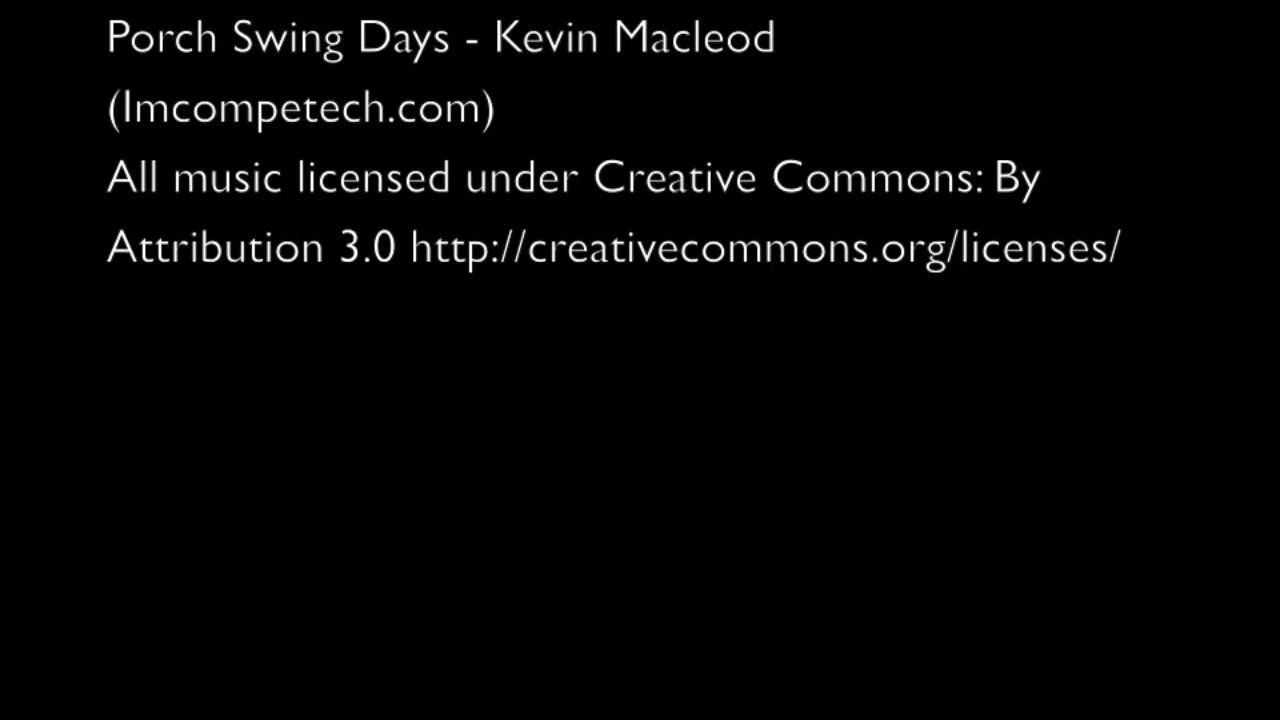 Porch Swing Days - Kevin Macleod
(Imcompetech.com)
All music licensed under Creative Commons: By
Attribution 3.0 http://creativecommons.org/licenses/